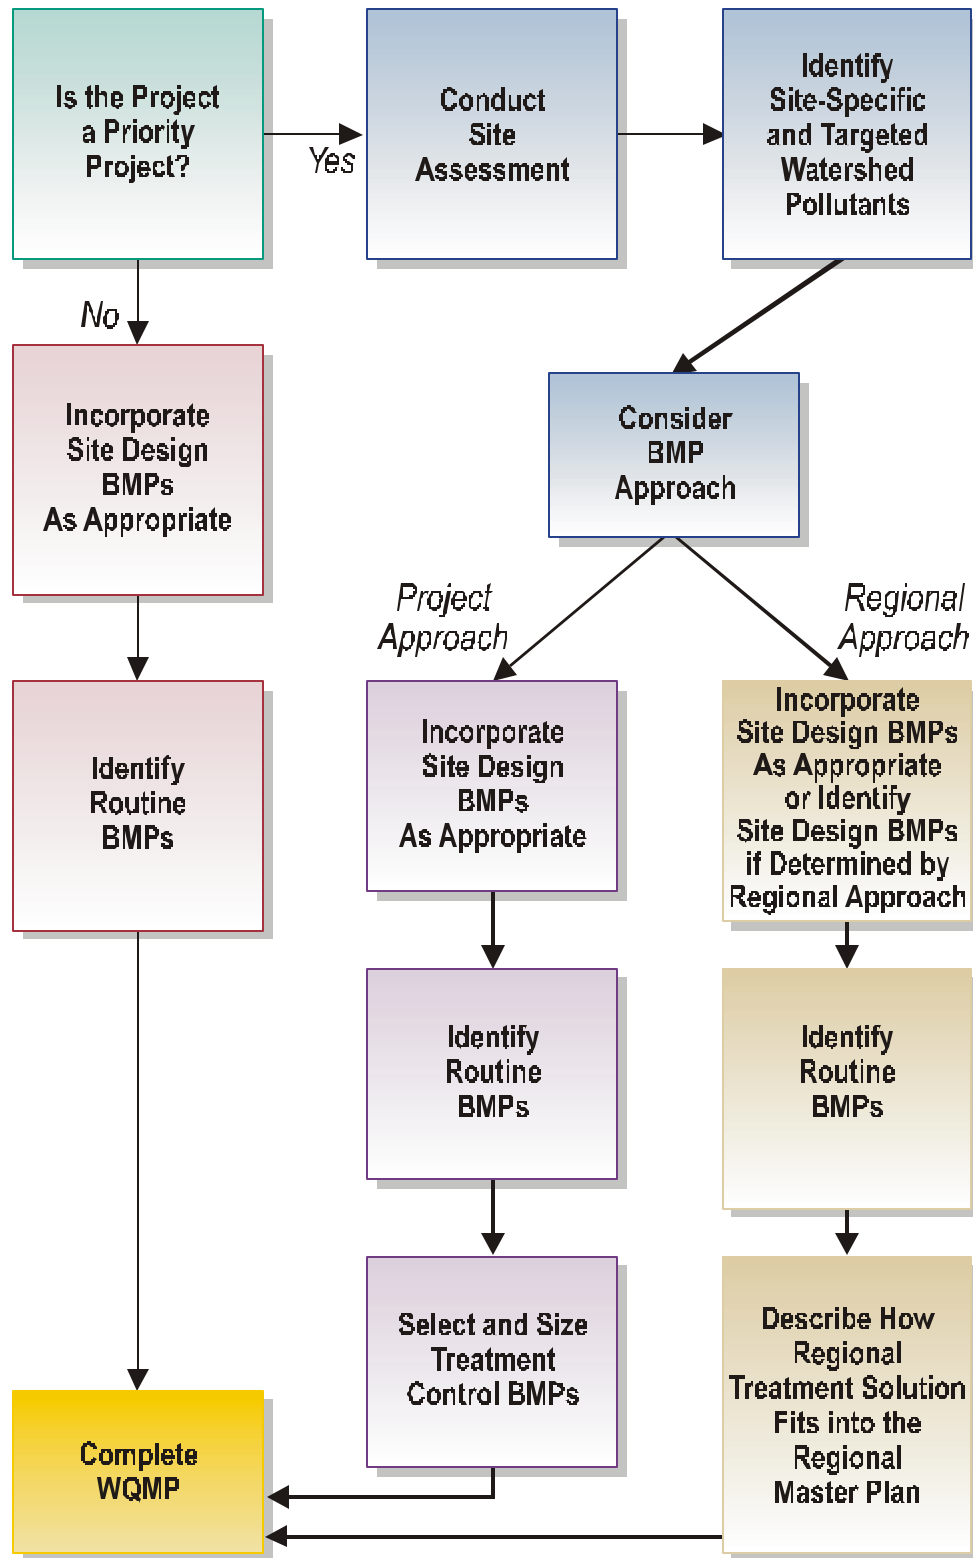 Is the Project
a Priority
Project?
Yes
Conduct
Site
Assessment
Identify
Site-Specific
and Targeted
Watershed
Pollutants
No
Incorporate
Site Design
BMPs
As Appropriate
Consider
BMP
Approach
Project
Approach
Regional
Approach
Identify
Routine
BMPs
Incorporate
Site Design
BMPs
As Appropriate
Incorporate
Site Design BMPs
As Appropriate
or Identify
Site Design BMPs
if Determined by
Regional Approach
Identify
Routine
BMPs
Identify
Routine
BMPs
Select and Size
Treatment
Control BMPs
Describe How
Regional
Treatment Solution
Fits into the
Regional
Master Plan
Complete
WQMP